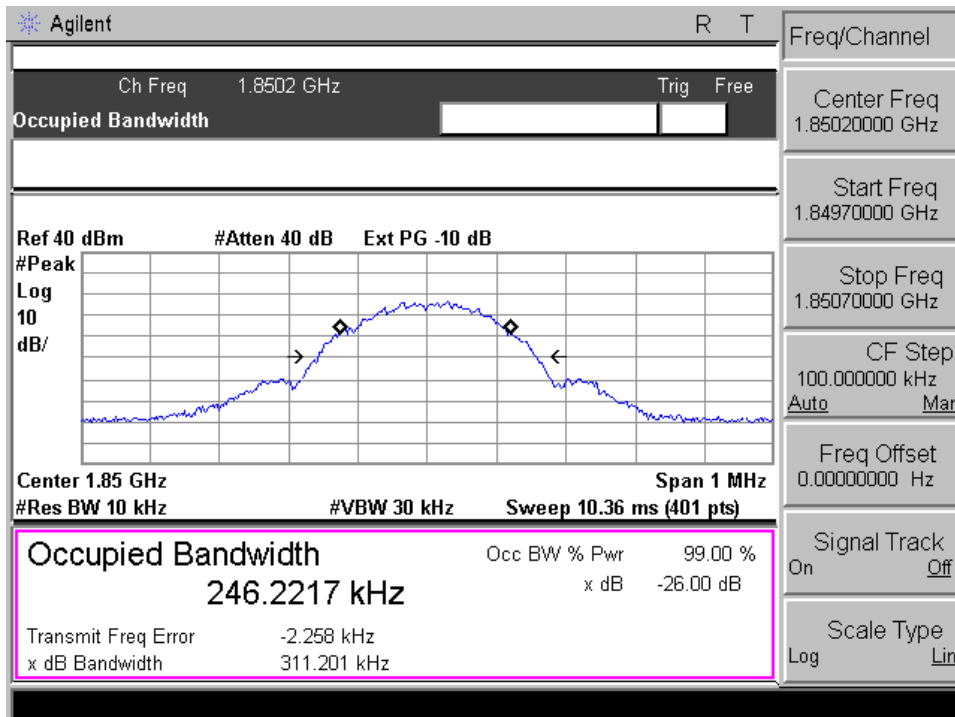 Agilent R T
Ch Freq 1.8502 GHz Trig Free
Occupied Bandwidth
Ref 40 dBm #Atten 40 dB Ext PG -10 dB
#Peak
Log
10
dB/
Center 1.85 GHz Span 1 MHz
#Res BW 10 kHz #VBW 30 kHz Sweep 10.36 ms (401 pts)
Occupied Bandwidth
246.2217 kHz
Occ BW % Pwr 99.00 %
x dB -26.00 dB
Transmit Freq Error -2.258 kHz
x dB Bandwidth 311.201 kHz
Freq/Channel
Center Freq
1.85020000 GHz
Start Freq
1.84970000 GHz
Stop Freq
1.85070000 GHz
CF Step
100.000000 kHz
Auto Man
Freq Offset
0.00000000 Hz
Signal Track
On Off
Scale Type
Log Lin